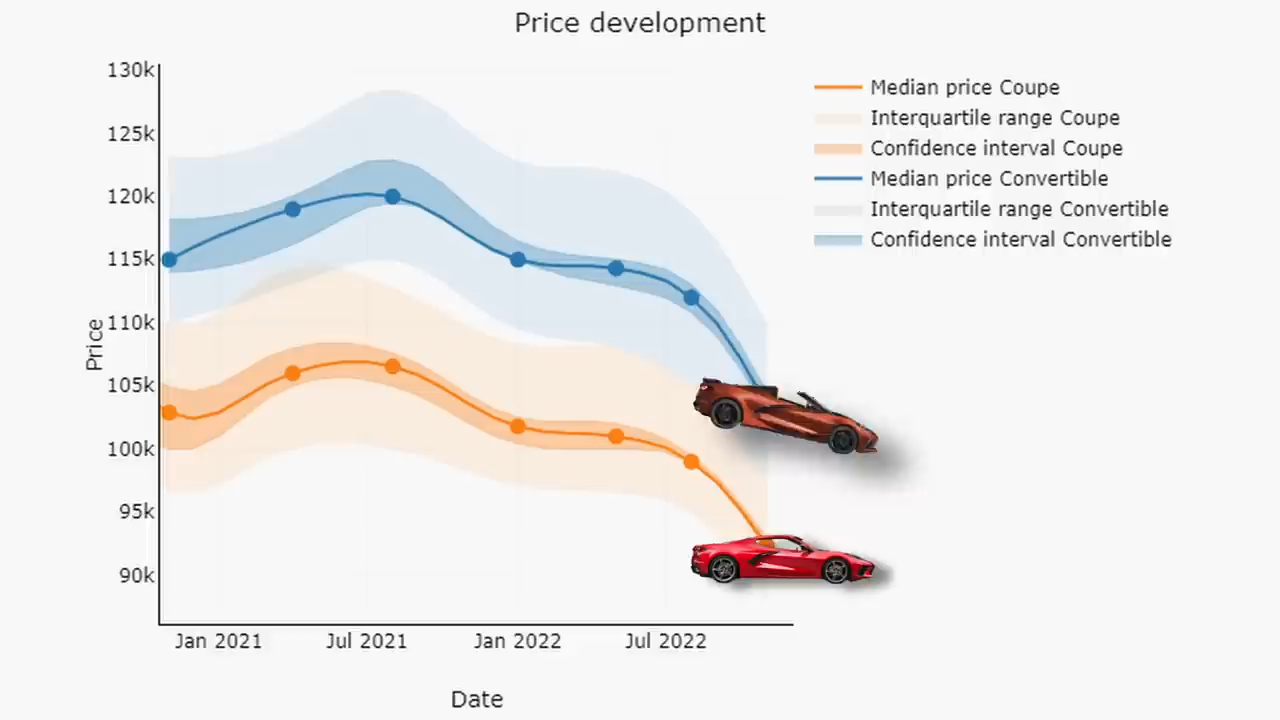 Price development
130k
125k
120k
115k
110k
105k
100k
95k
90k
Price
Jan 2021
Jul 2021
Jan 2022
Jul 2022
Date
Median price Coupe
Interquartile range Coupe
Confidence interval Coupe
Median price Convertible
Interquartile range Convertible
Confidence interval Convertible